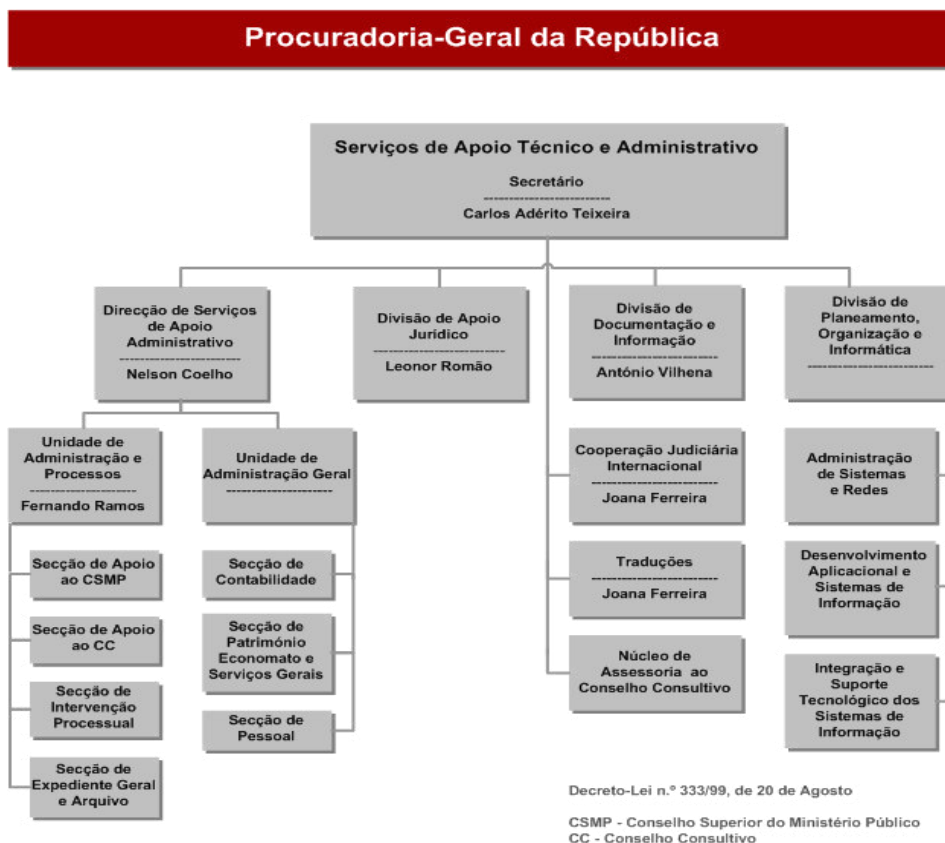 Procuradoria-Geral da República
Serviços de Apoio Técnico e Administrativo
Secretário
-------------------------
Carlos Adérito Teixeira
Direcção de Serviços
de Apoio
Administrativo
------------------------
Nelson Coelho
Divisão de Apoio
Jurídico
--------------------------
Leonor Romão
Divisão de
Documentação e
Informação
-------------------------
António Vilhena
Divisão de
Planeamento,
Organização e
Informática
-------------------------
Unidade de
Administração e
Processos
---------------------
Fernando Ramos
Unidade de
Administração Geral
---------------------
Cooperação Judiciária
Internacional
-------------------------
Joana Ferreira
Administração
de Sistemas
e Redes
Secção de Apoio
ao CSMP
Secção de
Contabilidade
Traduções
-------------------------
Joana Ferreira
Desenvolvimento
Aplicacional e
Sistemas de
Informação
Secção de Apoio
ao CC
Secção de
Património
Economato e
Serviços Gerais
Núcleo de
Assessoria ao
Conselho Consultivo
Integração e
Suporte
Tecnológico dos
Sistemas de
Informação
Secção de
Intervenção
Processual
Secção de
Pessoal
Secção de
Expediente Geral
e Arquivo
Decreto-Lei n.º 333/99, de 20 de Agosto
CSMP - Conselho Superior do Ministério Público
CC - Conselho Consultivo